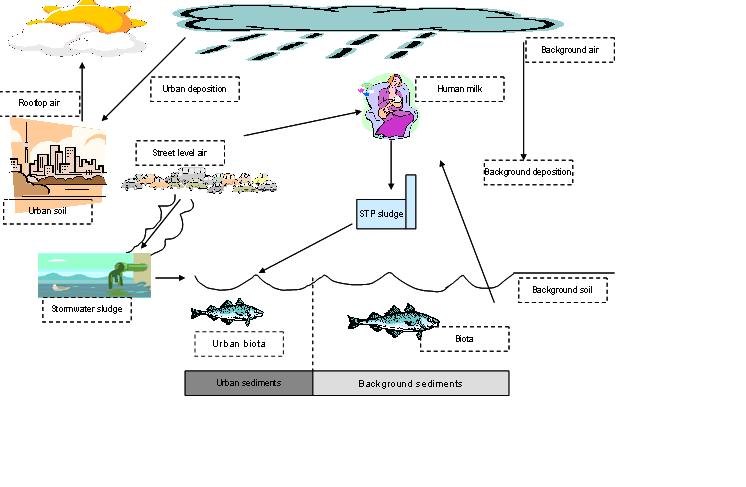 Background air
Urban deposition
Human milk
Rooftop air
Street level air
Background deposition
Urban soil
STP sludge
Background soil
Stormwater sludge
Urban biota
Biota
Urban sediments
Background sediments